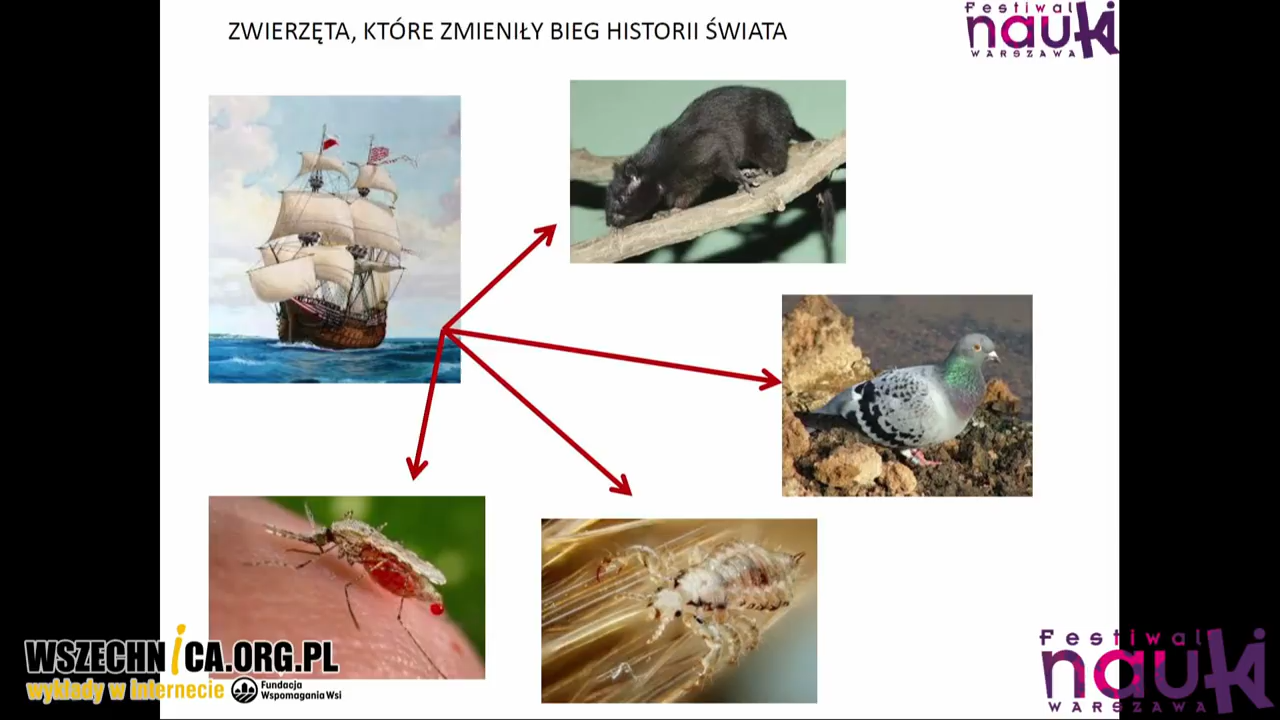 ZWIERZĘTA, KTÓRE ZMIENIŁY BIEG HISTORII ŚWIATA
Festiwal
nauki
WARSZAWA
WSZECHNiCA.ORG.PL
wykłady w internecie
Fundacja
Wspomagania Wsi
Festiwal
nauki
WARSZAWA